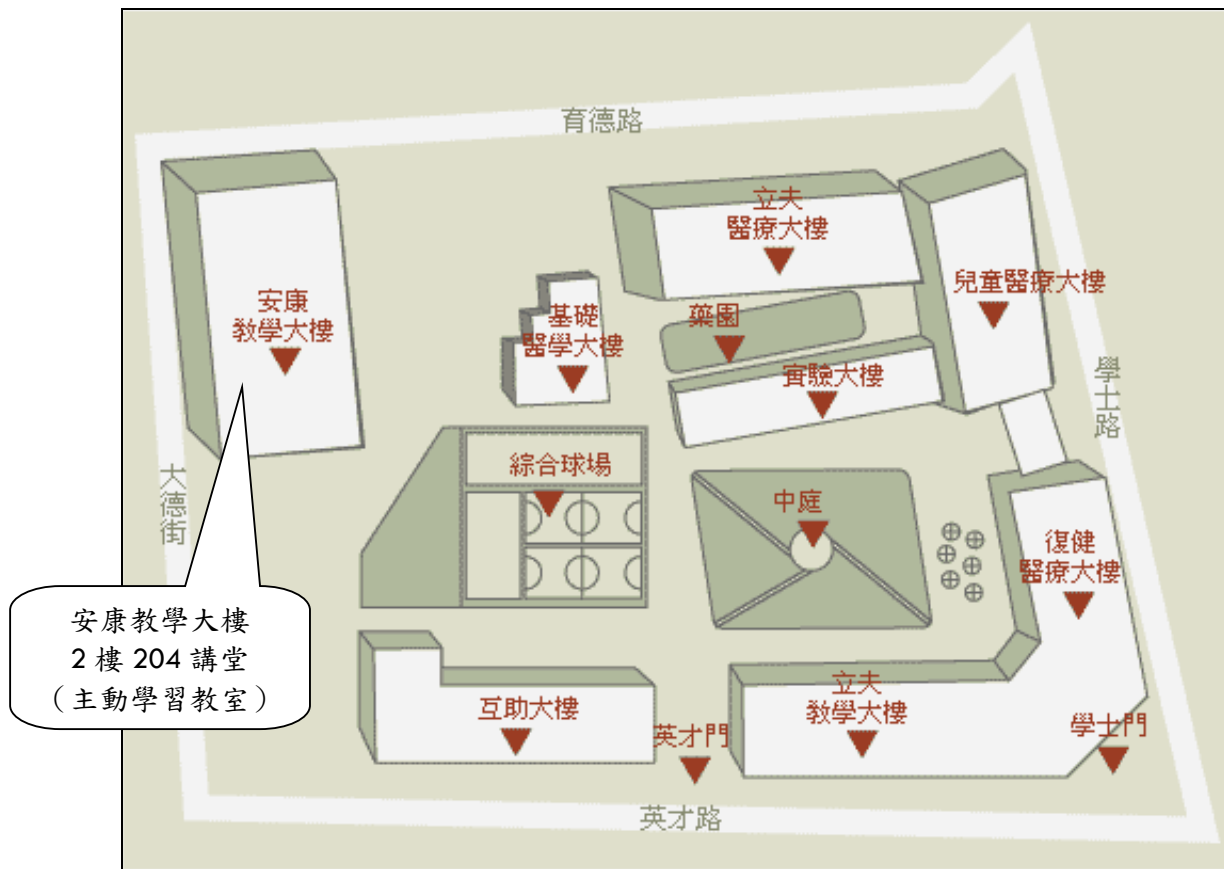 育德路
立夫
醫療大樓
兒童醫療大樓
安康
教學大樓
基礎
醫學大樓
藥園
實驗大樓
學士路
綜合球場
中庭
大德街
復健
醫療大樓
安康教學大樓
2 樓 204 講堂
（主動學習教室）
互助大樓
英才門
立夫
教學大樓
學士門
英才路